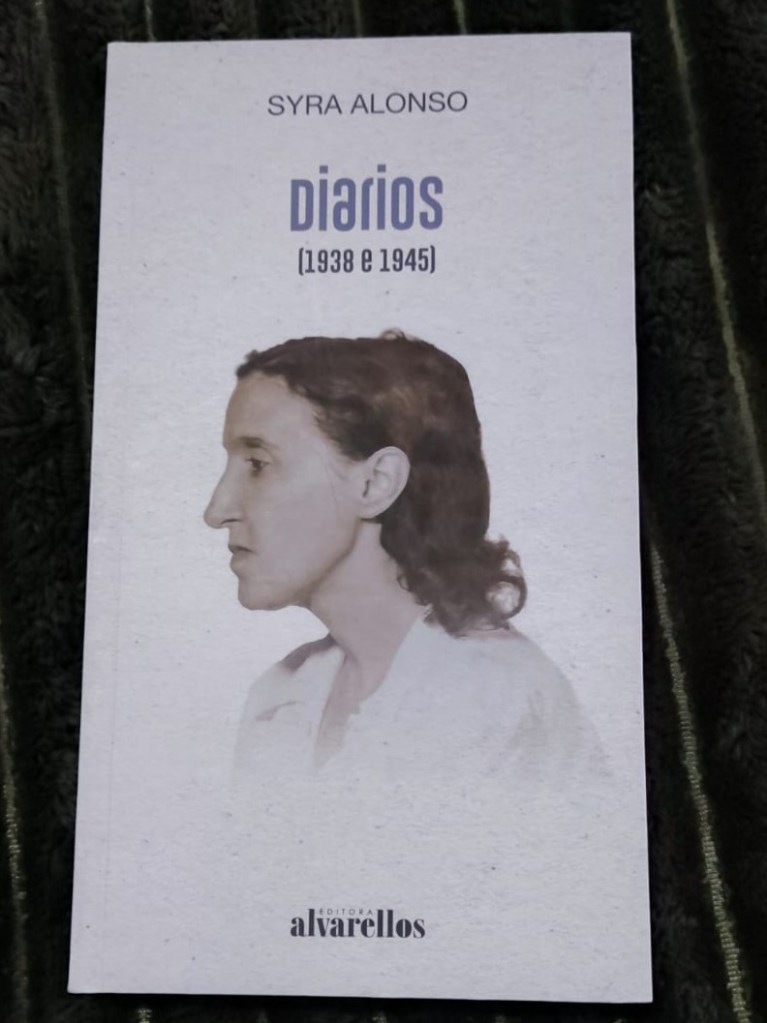 SYRA ALONSO
Diarios
(1938 e 1945)
EDITORA
alvarellos